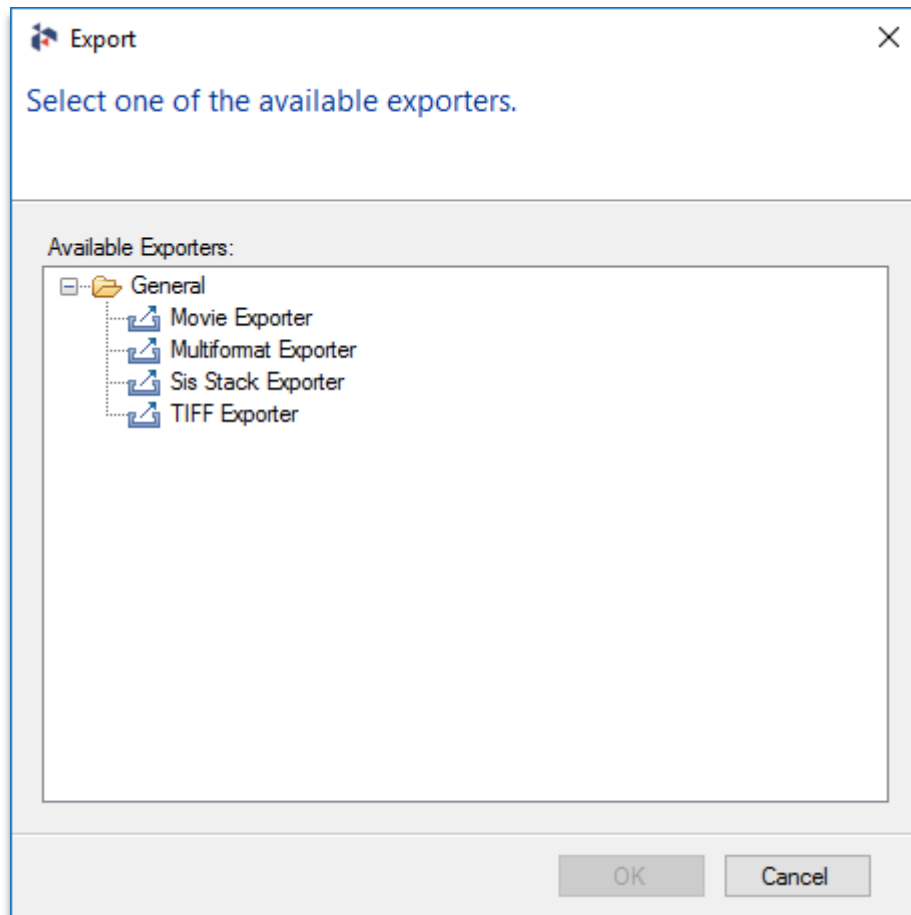 Export
Select one of the available exporters.
Available Exporters:
General
Movie Exporter
Multiformat Exporter
Sis Stack Exporter
TIFF Exporter
OK
Cancel